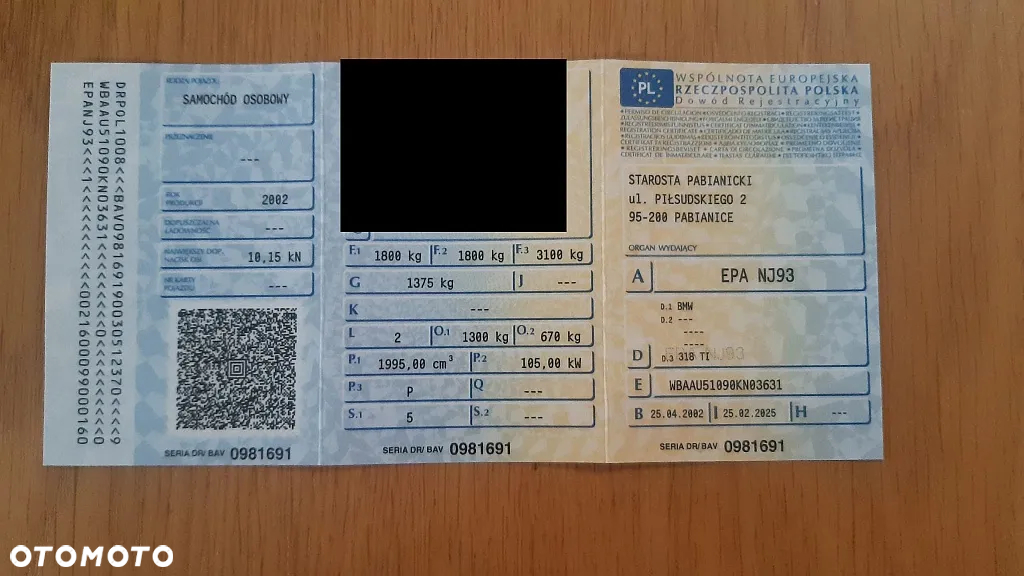 DRPOL1008<<BAV098169190030512370<<<<9
WBAAU51090KN03631<<<<<<<<<<O<<<<<<<<O
EPANJ93<<<1<<<<<<<<<<0021600099000160
RODZAJ POJAZDU
SAMOCHÓD OSOBOWY
PRZEZNACZENIE
---
ROK PRODUKCJI 2002
DOPUSZCZALNA ŁADOWNOŚĆ ---
NAJWIĘKSZY DOP. NACISK OSI 10,15 kN
NR KARTY POJAZDU ---
SERIA DR/ BAV 0981691
F.1 1800 kg F.2 1800 kg F.3 3100 kg
G 1375 kg J ---
K ---
L 2 O.1 1300 kg O.2 670 kg
P.1 1995,00 cm³ P.2 105,00 kW
P.3 P Q ---
S.1 5 S.2 ---
SERIA DR/ BAV 0981691
PL
WSPÓLNOTA EUROPEJSKA
RZECZPOSPOLITA POLSKA
Dowód Rejestracyjny
STAROSTA PABIANICKI
ul. PIŁSUDSKIEGO 2
95-200 PABIANICE
ORGAN WYDAJĄCY
A EPA NJ93
D.1 BMW
D.2 ---
----
----
D D.3 318 TI
E WBAAU51090KN03631
B 25.04.2002 I 25.02.2025 H ---
SERIA DR/ BAV 0981691
OTOMOTO